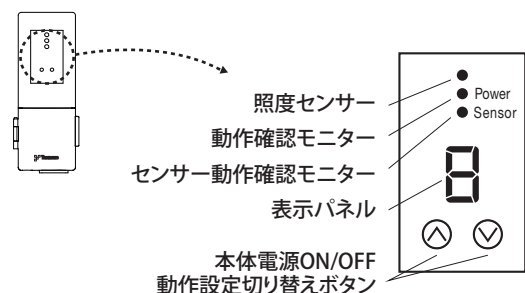 照度センサー
動作確認モニター
センサー動作確認モニター
表示パネル
本体電源ON/OFF
動作設定切り替えボタン
Power
Sensor
8